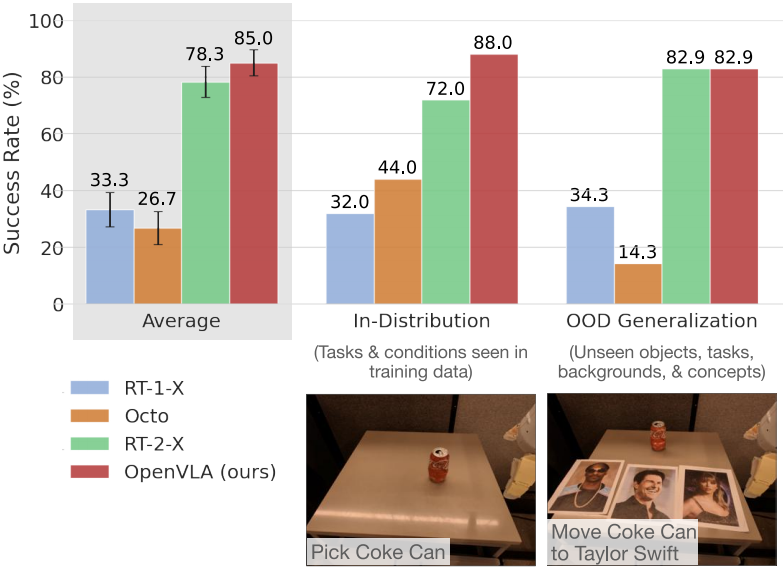 Success Rate (%)
100
80
60
40
20
0
33.3
26.7
78.3
85.0
32.0
44.0
72.0
88.0
34.3
14.3
82.9
82.9
Average
In-Distribution
OOD Generalization
(Tasks & conditions seen in
training data)
(Unseen objects, tasks,
backgrounds, & concepts)
RT-1-X
Octo
RT-2-X
OpenVLA (ours)
Pick Coke Can
Move Coke Can
to Taylor Swift